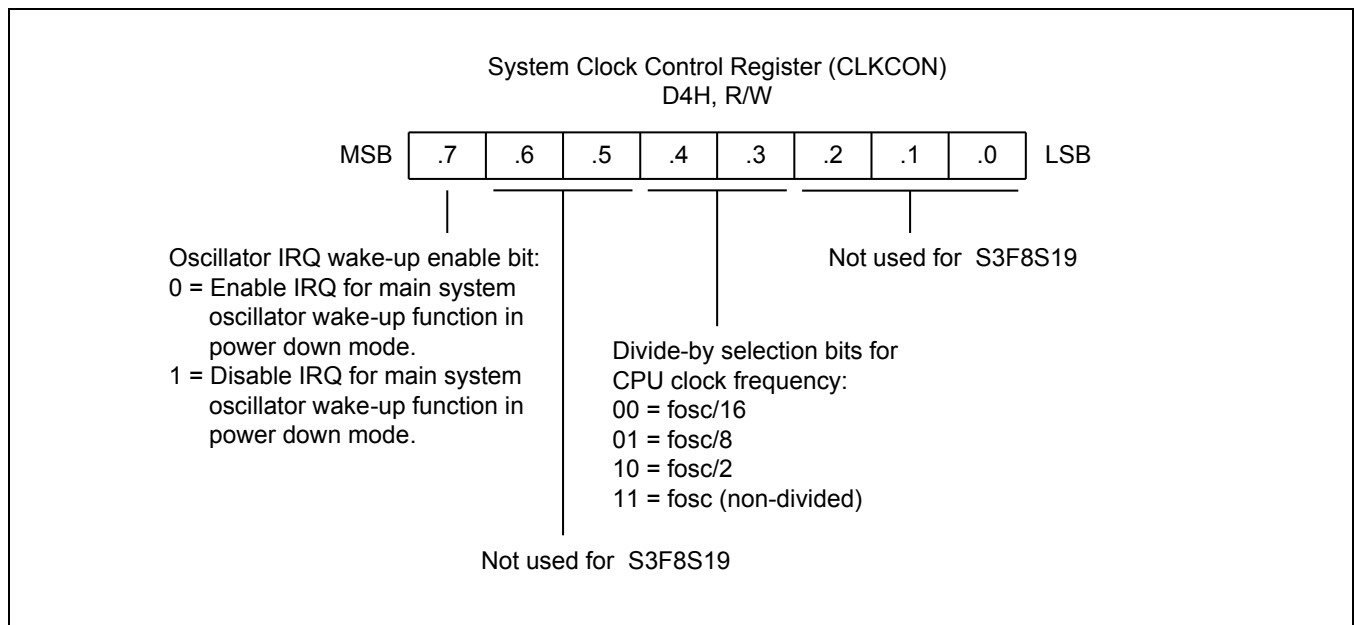 System Clock Control Register (CLKCON)
D4H, R/W
MSB .7 .6 .5 .4 .3 .2 .1 .0 LSB
Oscillator IRQ wake-up enable bit:
0 = Enable IRQ for main system
oscillator wake-up function in
power down mode.
1 = Disable IRQ for main system
oscillator wake-up function in
power down mode.
Not used for S3F8S19
Divide-by selection bits for
CPU clock frequency:
00 = fosc/16
01 = fosc/8
10 = fosc/2
11 = fosc (non-divided)
Not used for S3F8S19